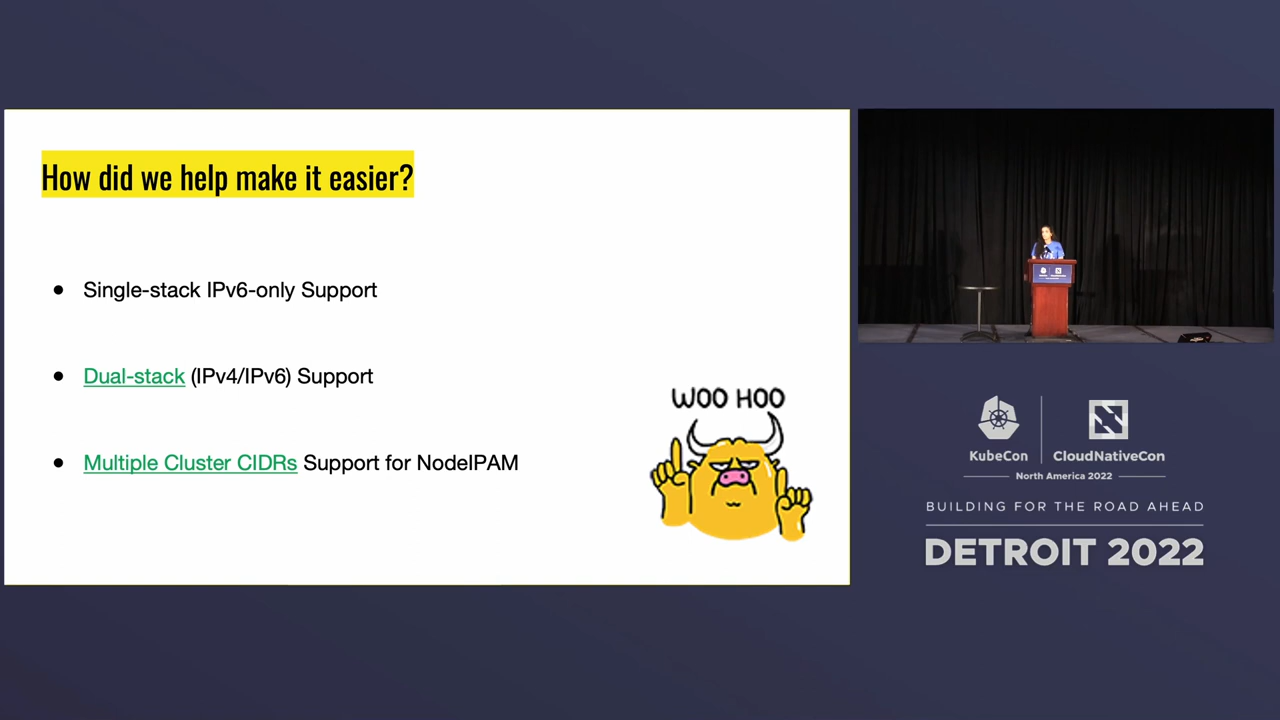 How did we help make it easier?
Single-stack IPv6-only Support
Dual-stack (IPv4/IPv6) Support
Multiple Cluster CIDRs Support for NodeIPAM
WOO HOO
KubeCon
CloudNativeCon
North America 2022
BUILDING FOR THE ROAD AHEAD
DETROIT 2022